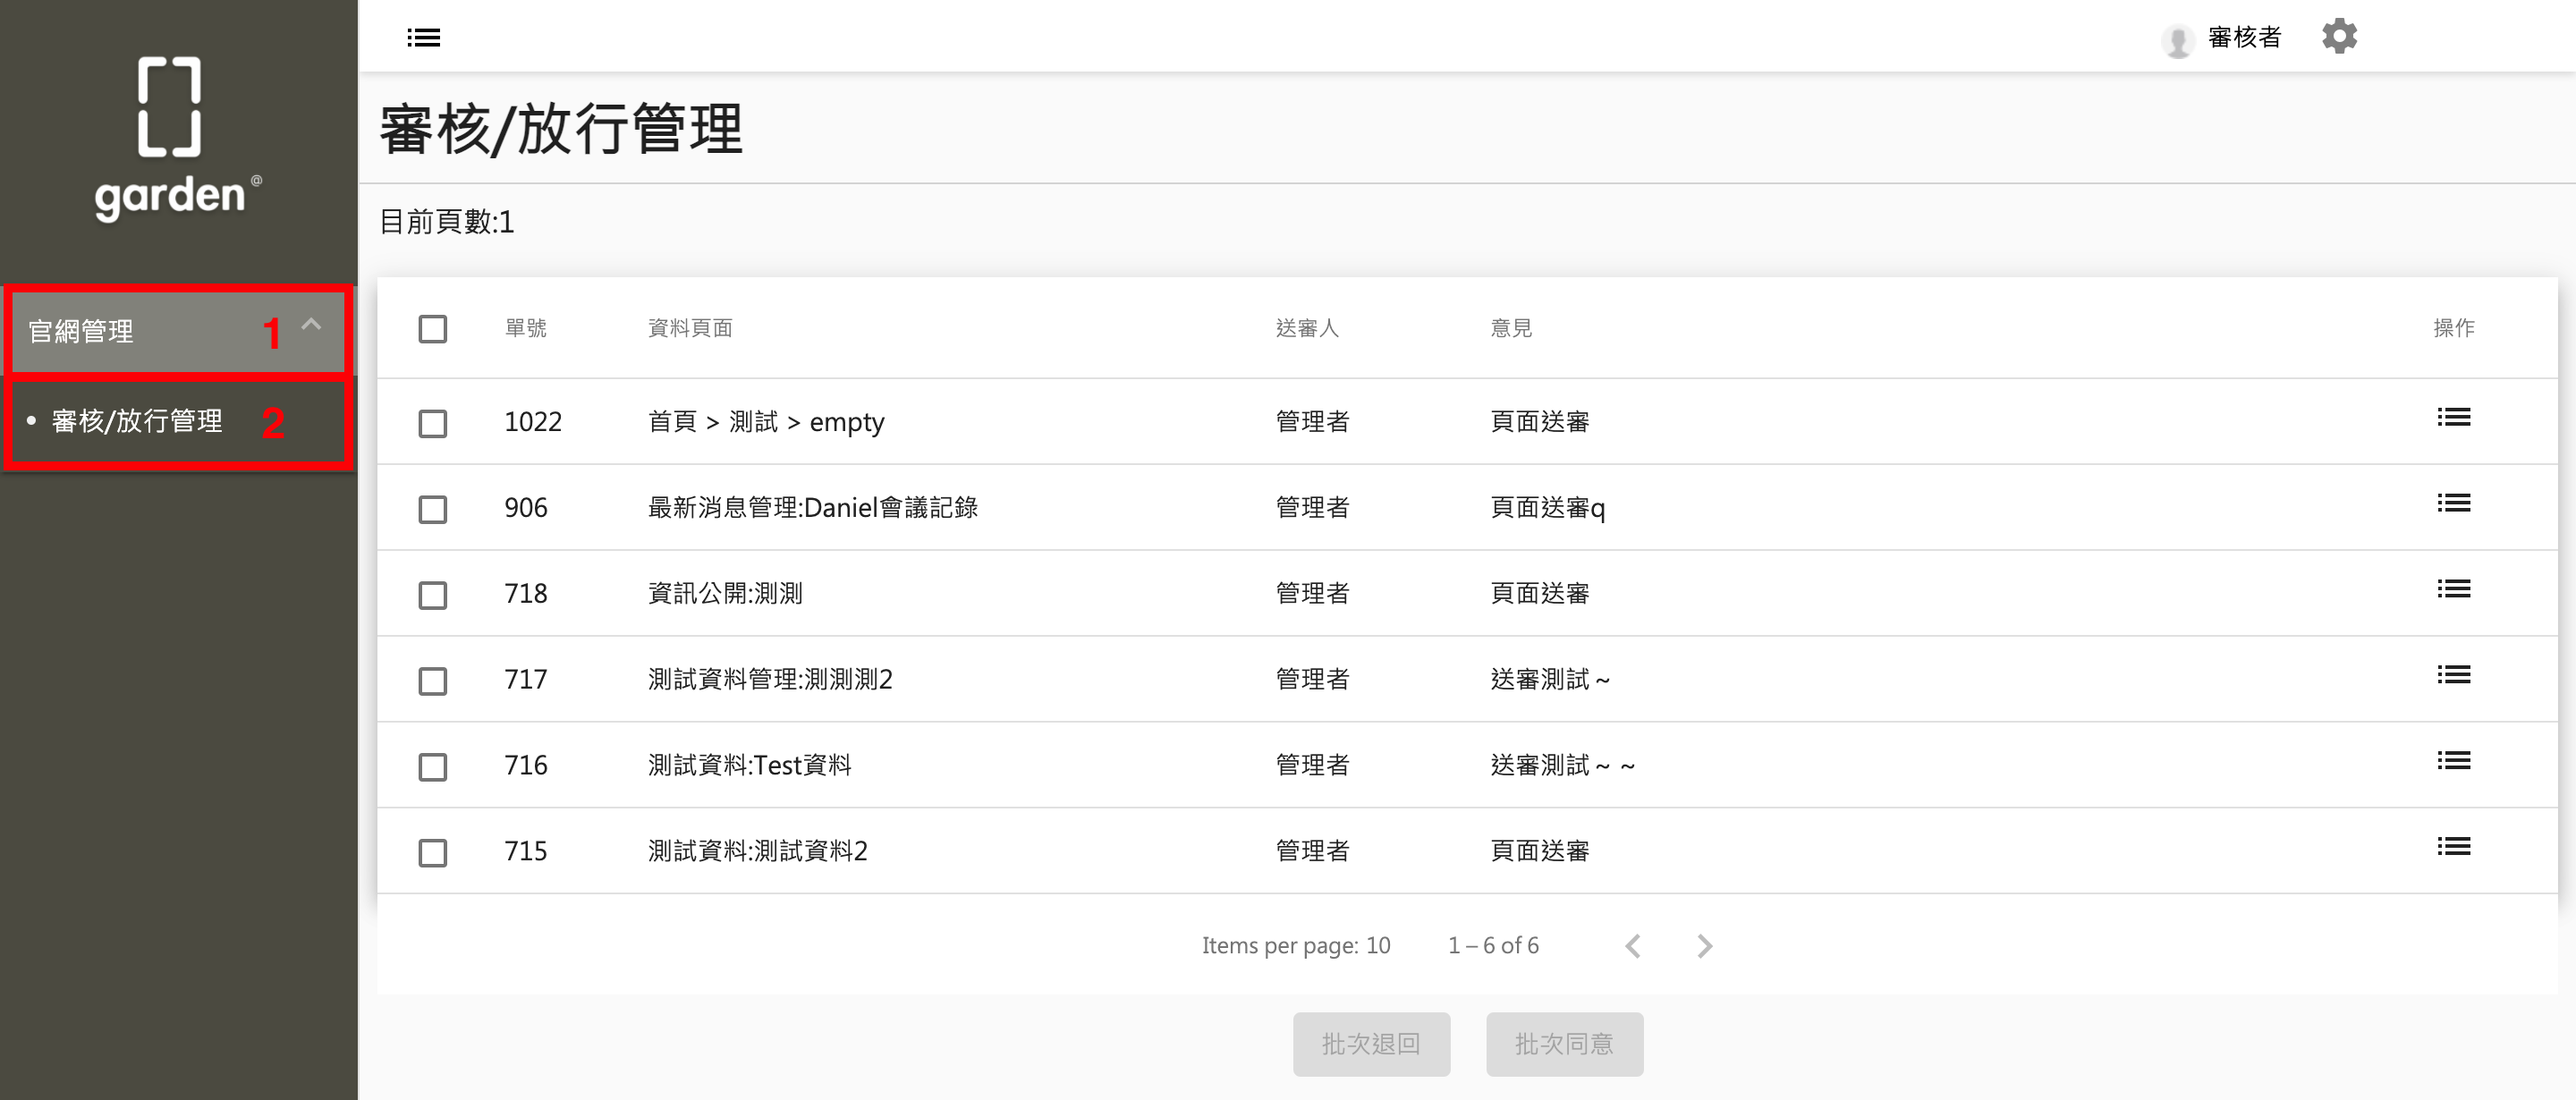 garden@
官網管理 1
審核/放行管理 2
審核者
審核/放行管理
目前頁數:1
單號 資料頁面 送審人 意見 操作
1022 首頁 > 測試 > empty 管理者 頁面送審
906 最新消息管理:Daniel會議記錄 管理者 頁面送審q
718 資訊公開:測測 管理者 頁面送審
717 測試資料管理:測測測2 管理者 送審測試 ~
716 測試資料:Test資料 管理者 送審測試 ~ ~
715 測試資料:測試資料2 管理者 頁面送審
Items per page: 10 1 – 6 of 6
批次退回 批次同意